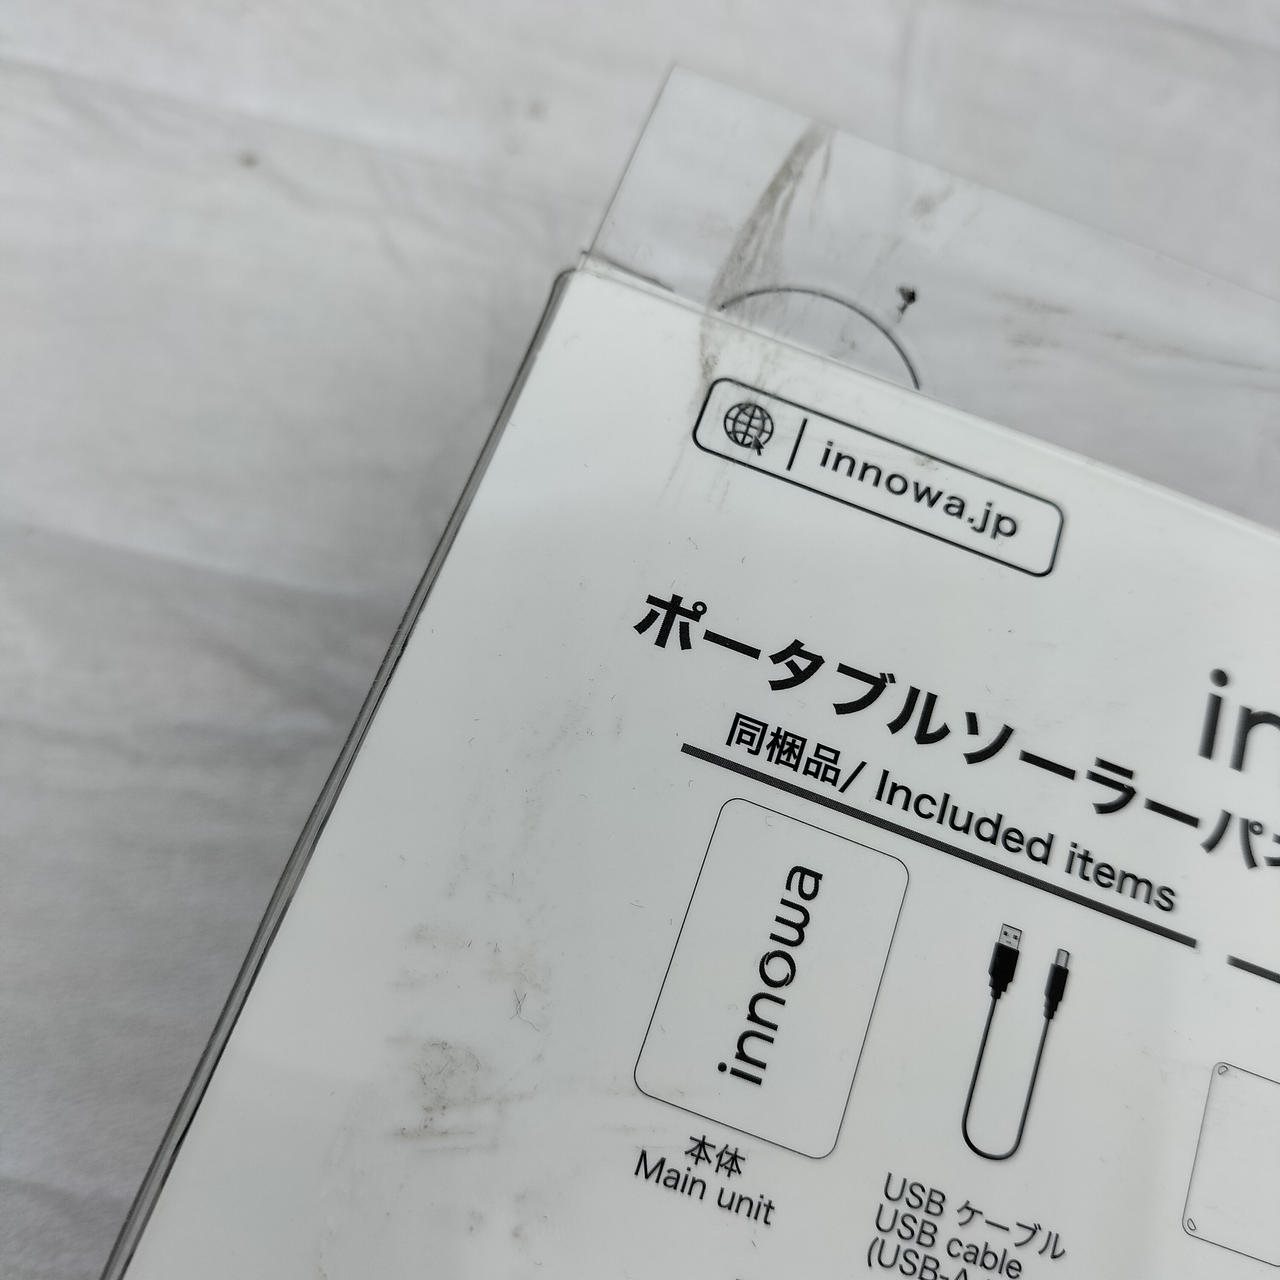 innowa.jp
ポータブルソーラーパ
同梱品/ Included items
innowa
本体
Main unit
USB ケーブル
USB cable
(USB-A